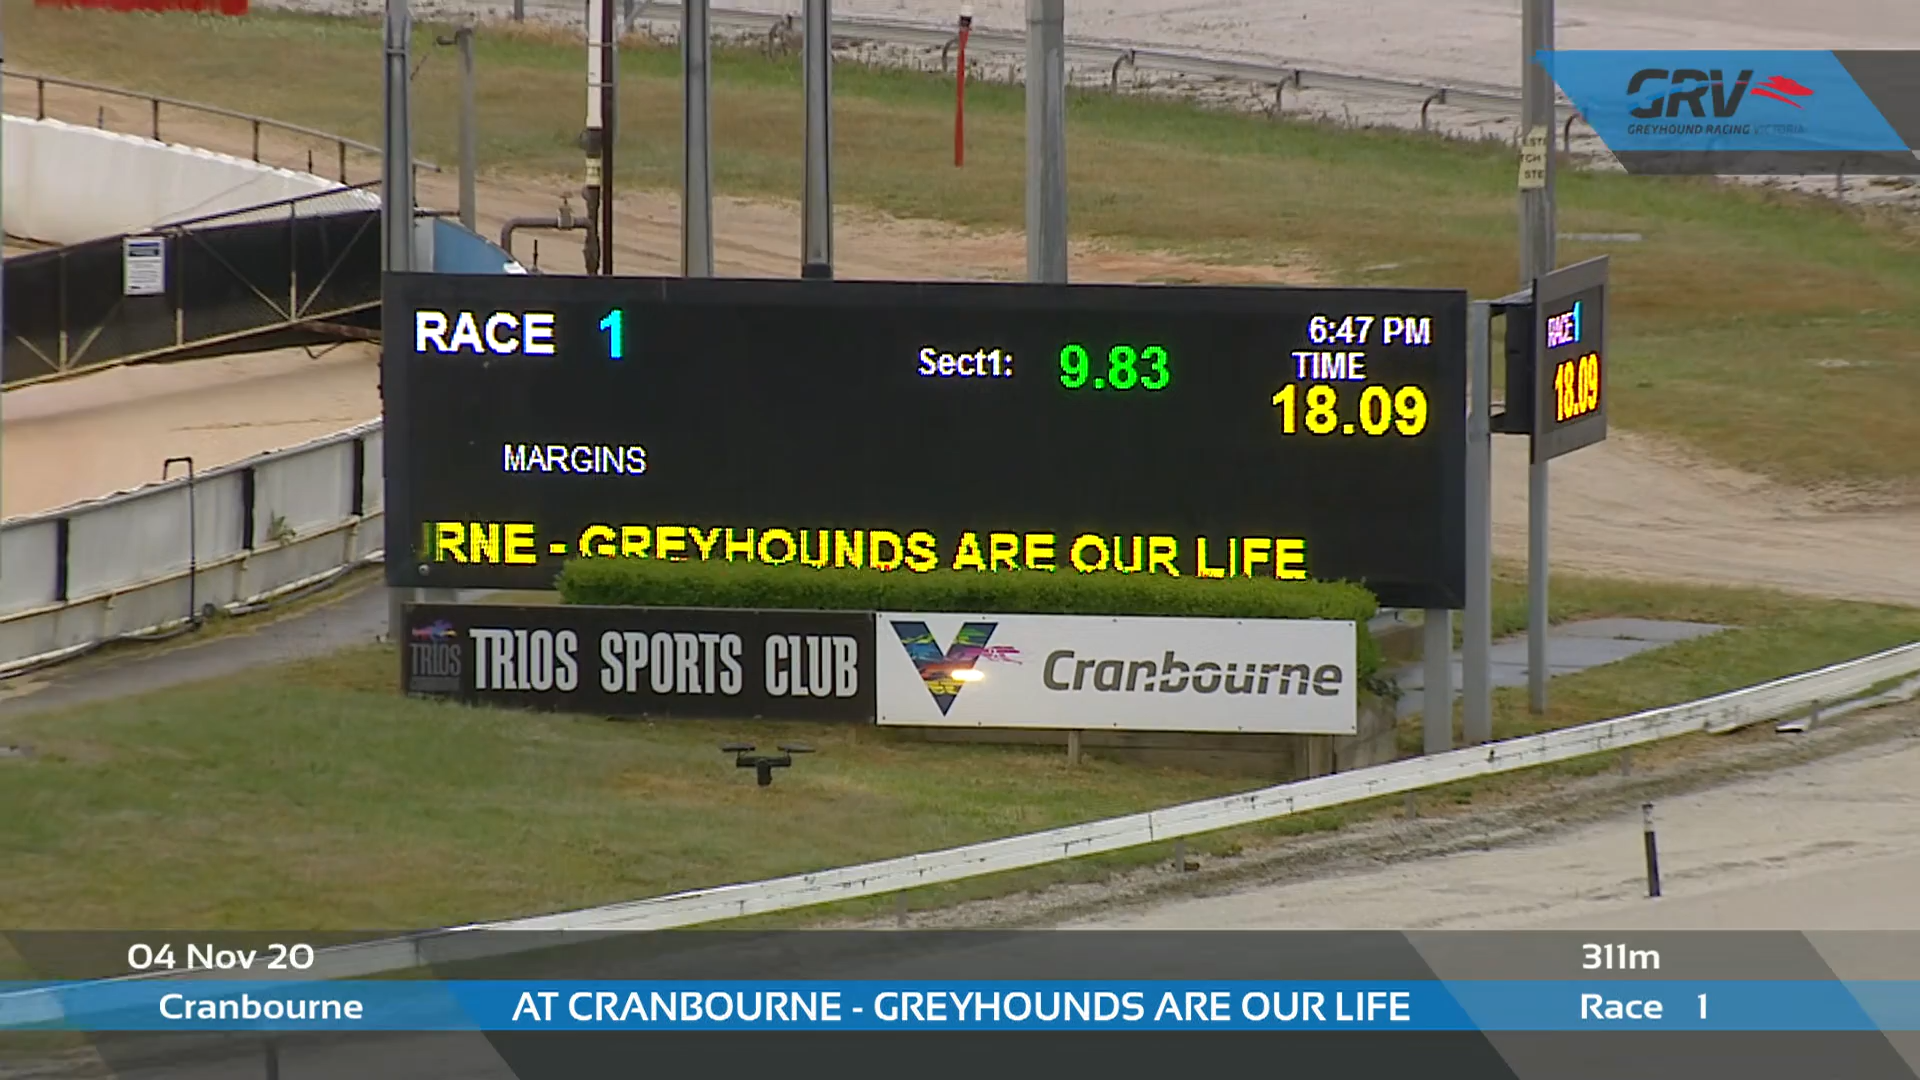 GRV
GREYHOUND RACING VICTORIA
RACE 1
6:47 PM
Sect1: 9.83
TIME
18.09
MARGINS
RNE - GREYHOUNDS ARE OUR LIFE
RACE 1
18.09
TRIOS
TRIOS SPORTS CLUB
V Cranbourne
04 Nov 20
311m
Cranbourne
AT CRANBOURNE - GREYHOUNDS ARE OUR LIFE
Race 1